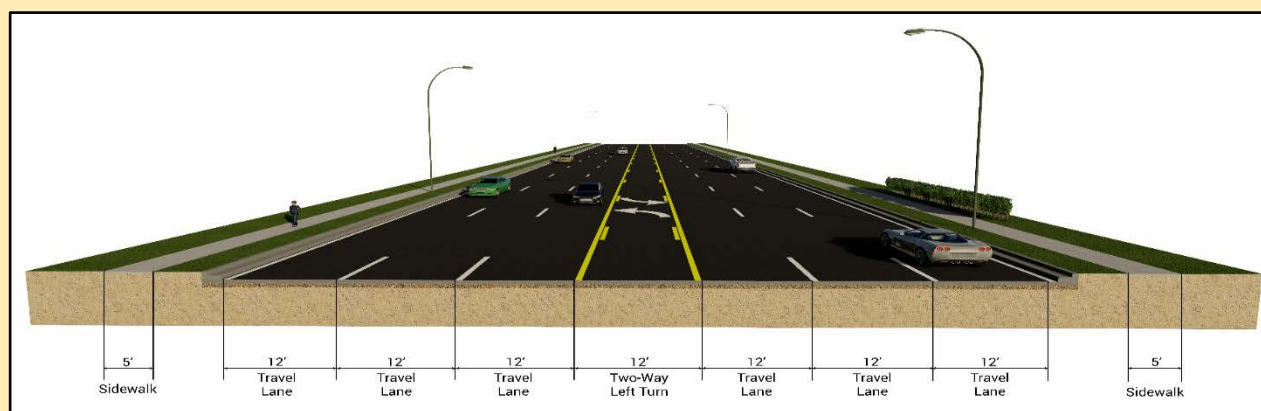 5'
Sidewalk
12'
Travel
Lane
12'
Travel
Lane
12'
Travel
Lane
12'
Two-Way
Left Turn
12'
Travel
Lane
12'
Travel
Lane
12'
Travel
Lane
5'
Sidewalk